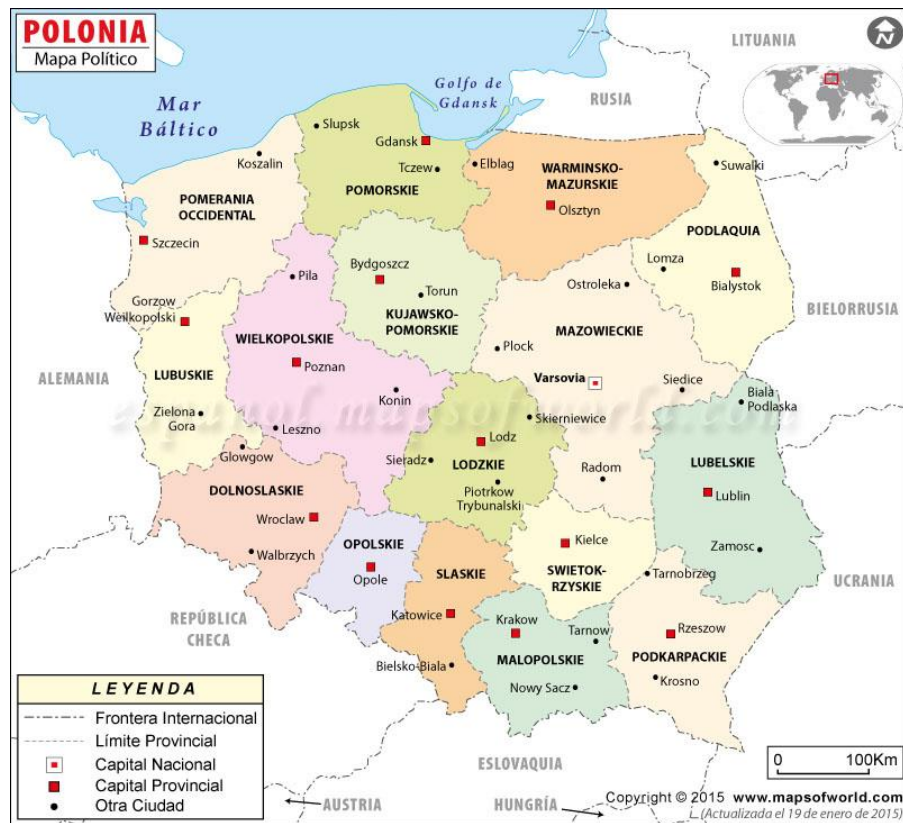 POLONIA
Mapa Político
N
LITUANIA
RUSIA
Golfo de
Gdansk
Mar
Báltico
Slupsk
Gdansk
Koszalin
Tczew
Elblag
Suwalki
POMORSKIE
WARMINSKO-
MAZURSKIE
POMERANIA
OCCIDENTAL
Olsztyn
PODLAQUIA
Szczecin
Bydgoszcz
Lomza
Pila
Torun
Ostroleka
Bialystok
Gorzow
Weilkopolski
KUJAWSKO-
POMORSKIE
BIELORRUSIA
WIELKOPOLSKIE
MAZOWIECKIE
Plock
Poznan
LUBUSKIE
ALEMANIA
Varsovia
Siedice
Konin
Biala
Podlaska
Zielona
Gora
Skierniewice
espanol.mapsofworld.com
Leszno
Lodz
Glowgow
Sieradz
LODZKIE
Radom
LUBELSKIE
DOLNOSLASKIE
Piotrkow
Trybunalski
Lublin
Wroclaw
OPOLSKIE
Kielce
Walbrzych
Zamosc
Opole
SLASKIE
SWIETOK-
RZYSKIE
Tarnobrzeg
UCRANIA
REPÚBLICA
CHECA
Katowice
Krakow
Tarnow
Rzeszow
Bielsko-Biala
MALOPOLSKIE
PODKARPACKIE
Nowy Sacz
Krosno
LEYENDA
Frontera Internacional
Límite Provincial
Capital Nacional
Capital Provincial
Otra Ciudad
ESLOVAQUIA
AUSTRIA
HUNGRÍA
0 100Km
Copyright © 2015 www.mapsofworld.com
(Actualizada el 19 de enero de 2015)